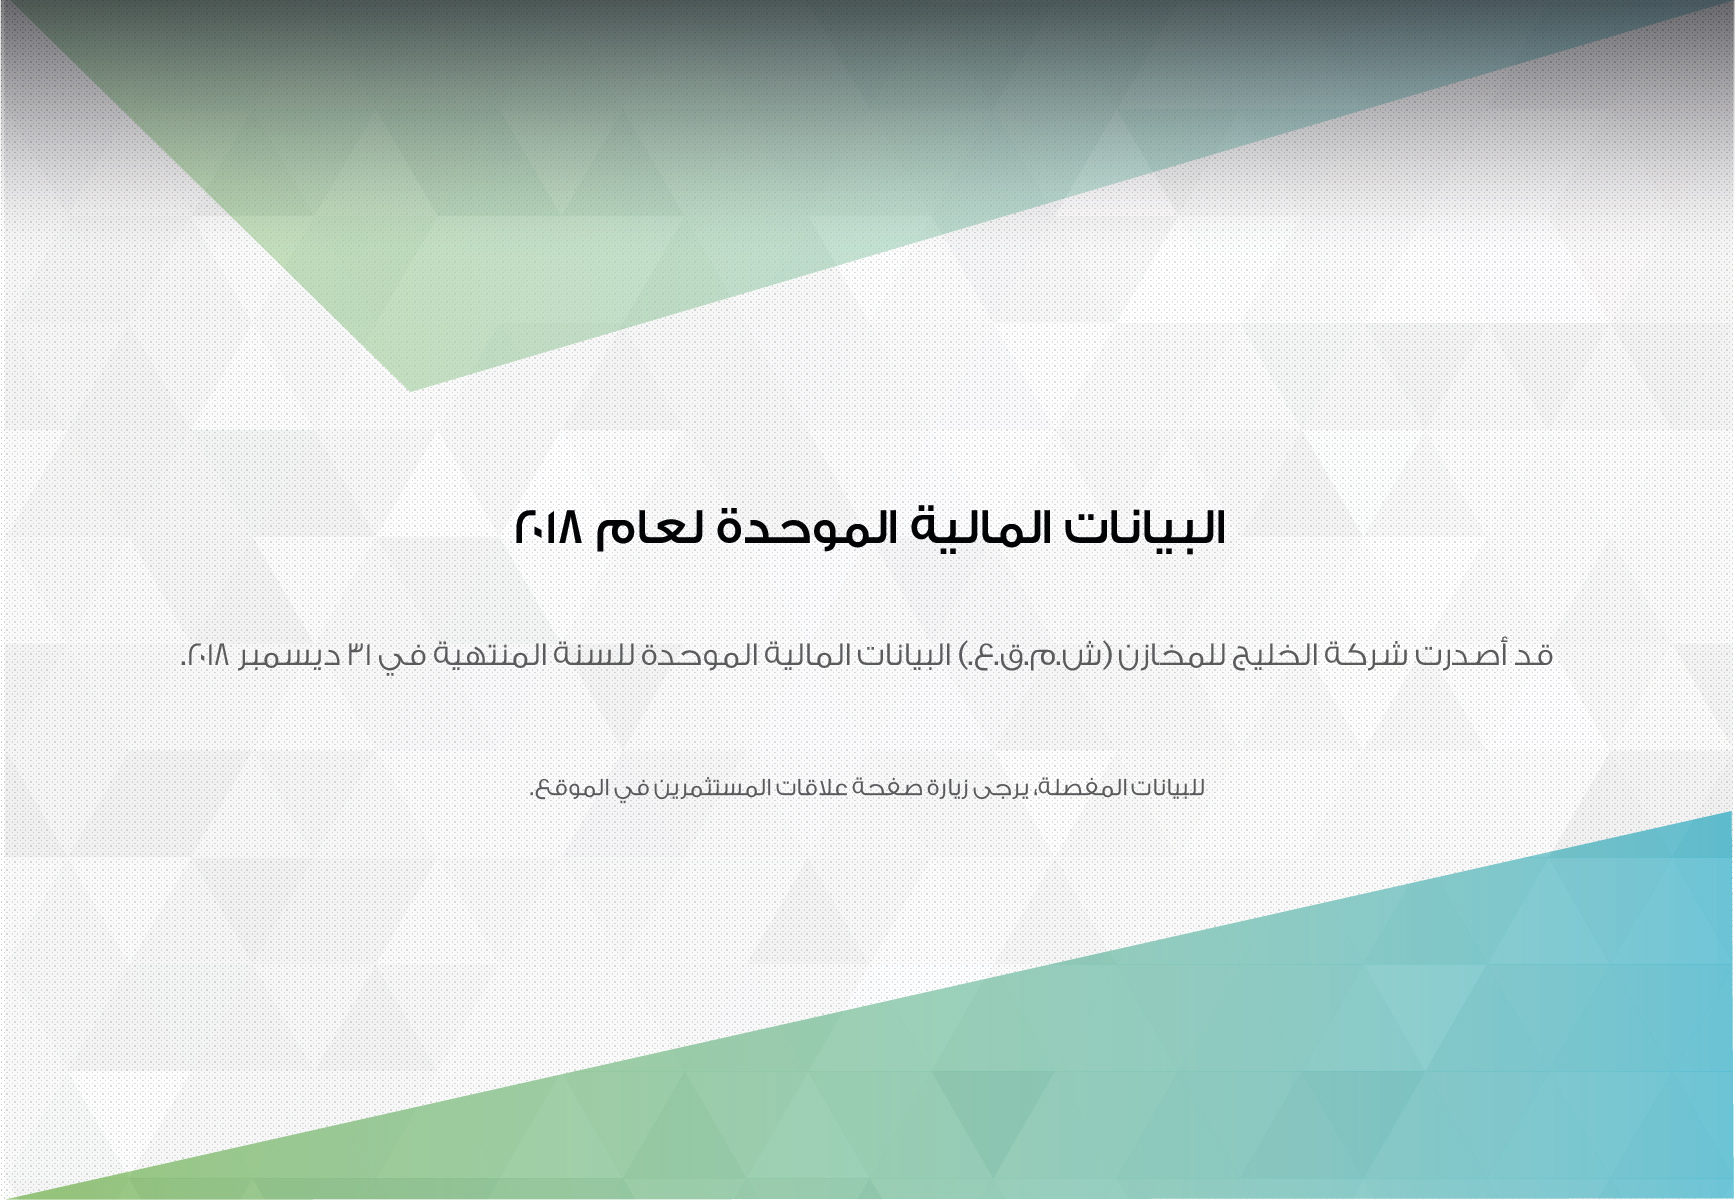 البيانات المالية الموحدة لعام ٢٠١٨
قد أصدرت شركة الخليج للمخازن (ش.م.ق.ع.) البيانات المالية الموحدة للسنة المنتهية في ٣١ ديسمبر ٢٠١٨.
للبيانات المفصلة، يرجى زيارة صفحة علاقات المستثمرين في الموقع.